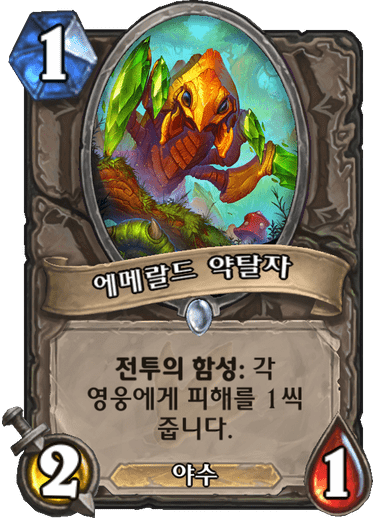 1
에메랄드 약탈자
전투의 함성: 각
영웅에게 피해를 1씩
줍니다.
2
야수
1